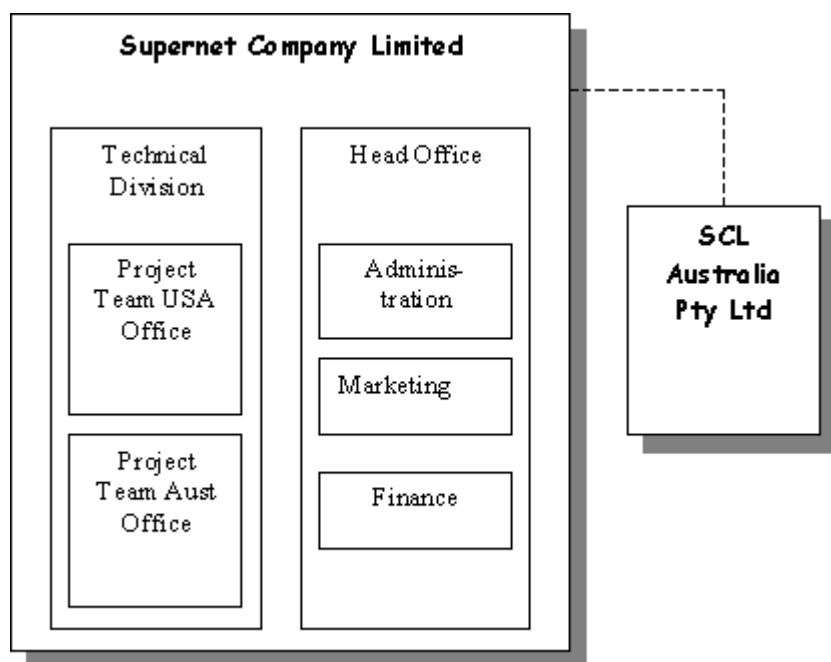 Supernet Company Limited
Technical
Division
Project
Team USA
Office
Project
Team Aust
Office
Head Office
Adminis-
tration
Marketing
Finance
SCL
Australia
Pty Ltd